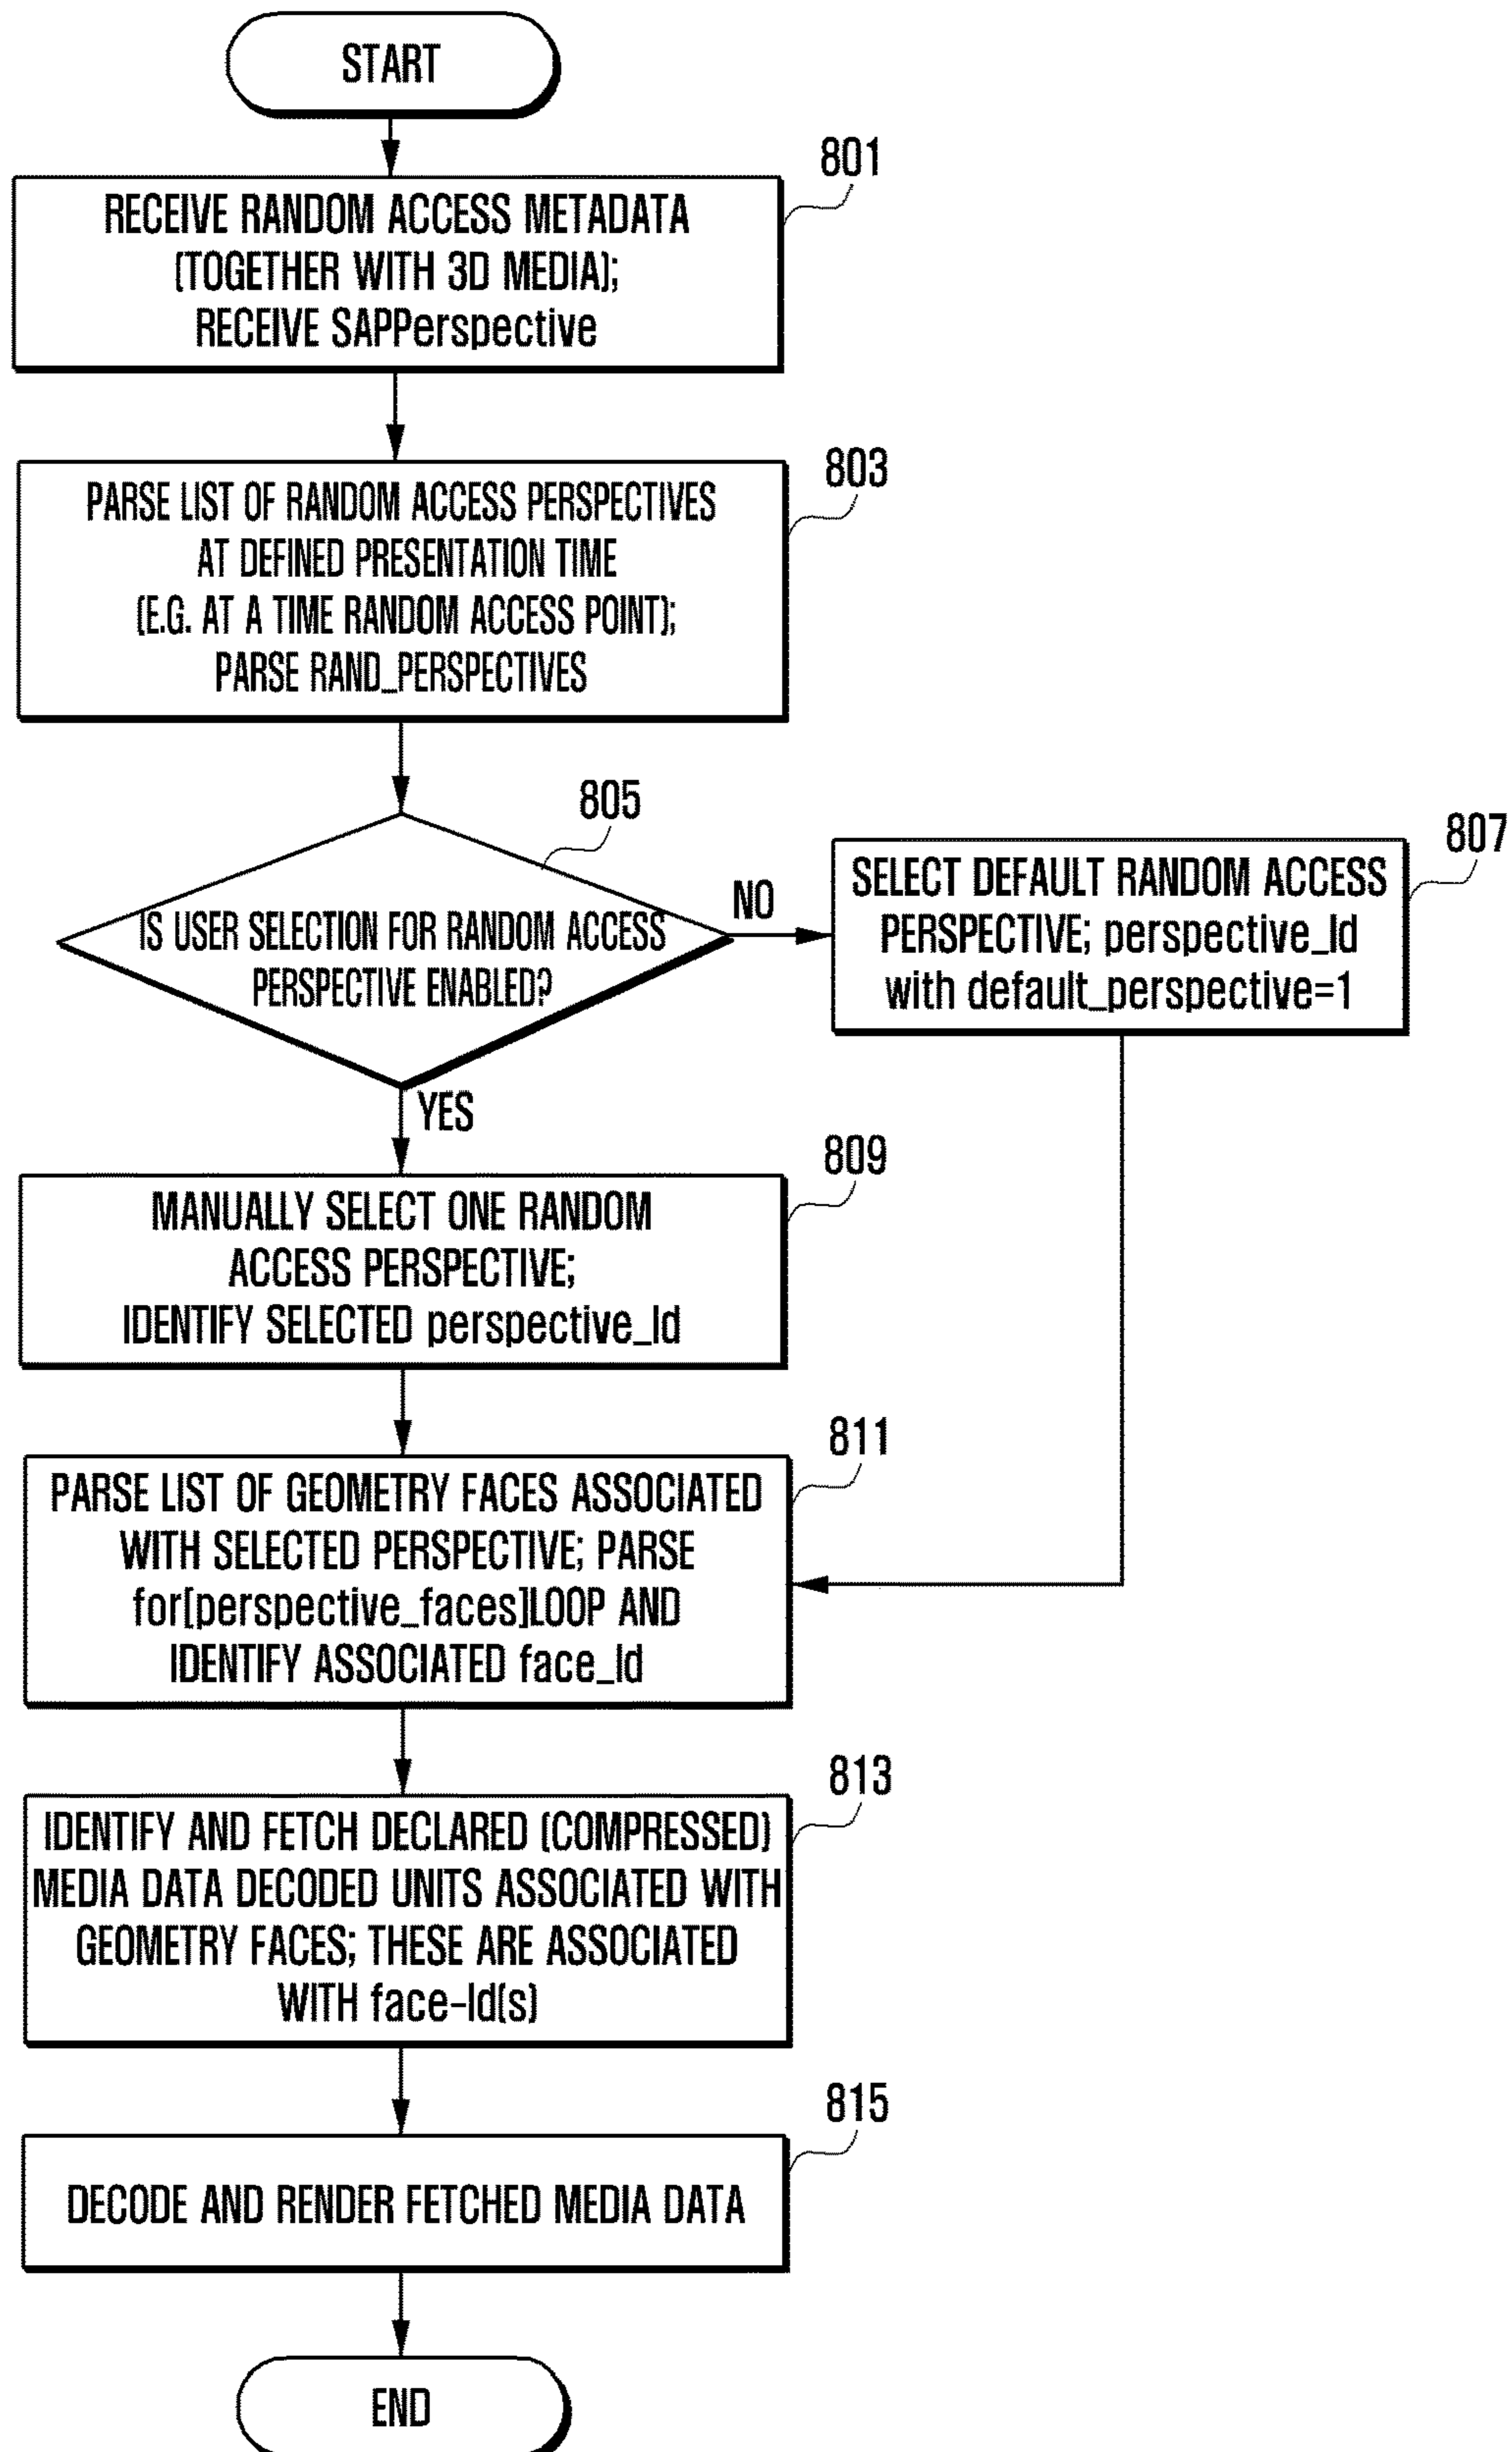 START
801
RECEIVE RANDOM ACCESS METADATA
(TOGETHER WITH 3D MEDIA);
RECEIVE SAPPerspective
803
PARSE LIST OF RANDOM ACCESS PERSPECTIVES
AT DEFINED PRESENTATION TIME
(E.G. AT A TIME RANDOM ACCESS POINT);
PARSE RAND_PERSPECTIVES
805
IS USER SELECTION FOR RANDOM ACCESS
PERSPECTIVE ENABLED?
NO
807
SELECT DEFAULT RANDOM ACCESS
PERSPECTIVE; perspective_Id
with default_perspective=1
YES
809
MANUALLY SELECT ONE RANDOM
ACCESS PERSPECTIVE;
IDENTIFY SELECTED perspective_Id
811
PARSE LIST OF GEOMETRY FACES ASSOCIATED
WITH SELECTED PERSPECTIVE; PARSE
for[perspective_faces]LOOP AND
IDENTIFY ASSOCIATED face_Id
813
IDENTIFY AND FETCH DECLARED (COMPRESSED)
MEDIA DATA DECODED UNITS ASSOCIATED WITH
GEOMETRY FACES; THESE ARE ASSOCIATED
WITH face-Id(s)
815
DECODE AND RENDER FETCHED MEDIA DATA
END